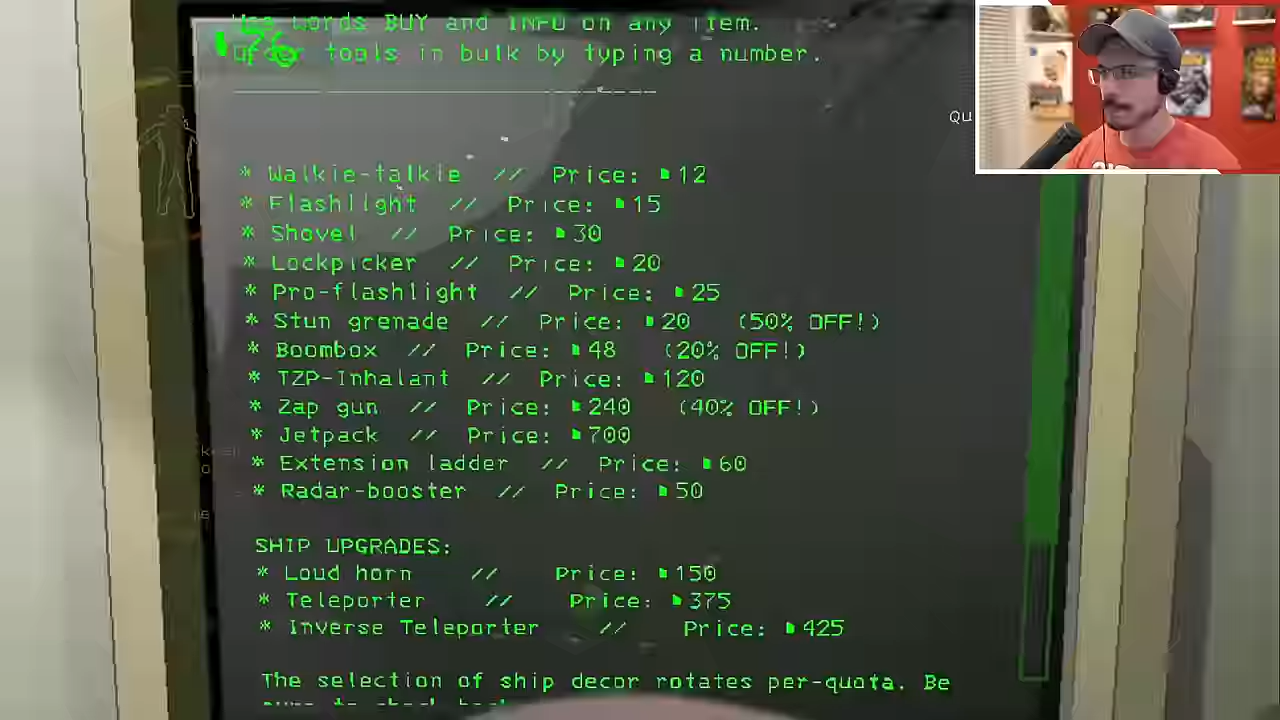 Use words BUY and INFO on any item.
Order tools in bulk by typing a number.
* Walkie-talkie // Price: 12
* Flashlight // Price: 15
* Shovel // Price: 30
* Lockpicker // Price: 20
* Pro-flashlight // Price: 25
* Stun grenade // Price: 20 (50% OFF!)
* Boombox // Price: 48 (20% OFF!)
* TZP-Inhalant // Price: 120
* Zap gun // Price: 240 (40% OFF!)
* Jetpack // Price: 700
* Extension ladder // Price: 60
* Radar-booster // Price: 50
SHIP UPGRADES:
* Loud horn // Price: 150
* Teleporter // Price: 375
* Inverse Teleporter // Price: 425
The selection of ship decor rotates per-quota. Be